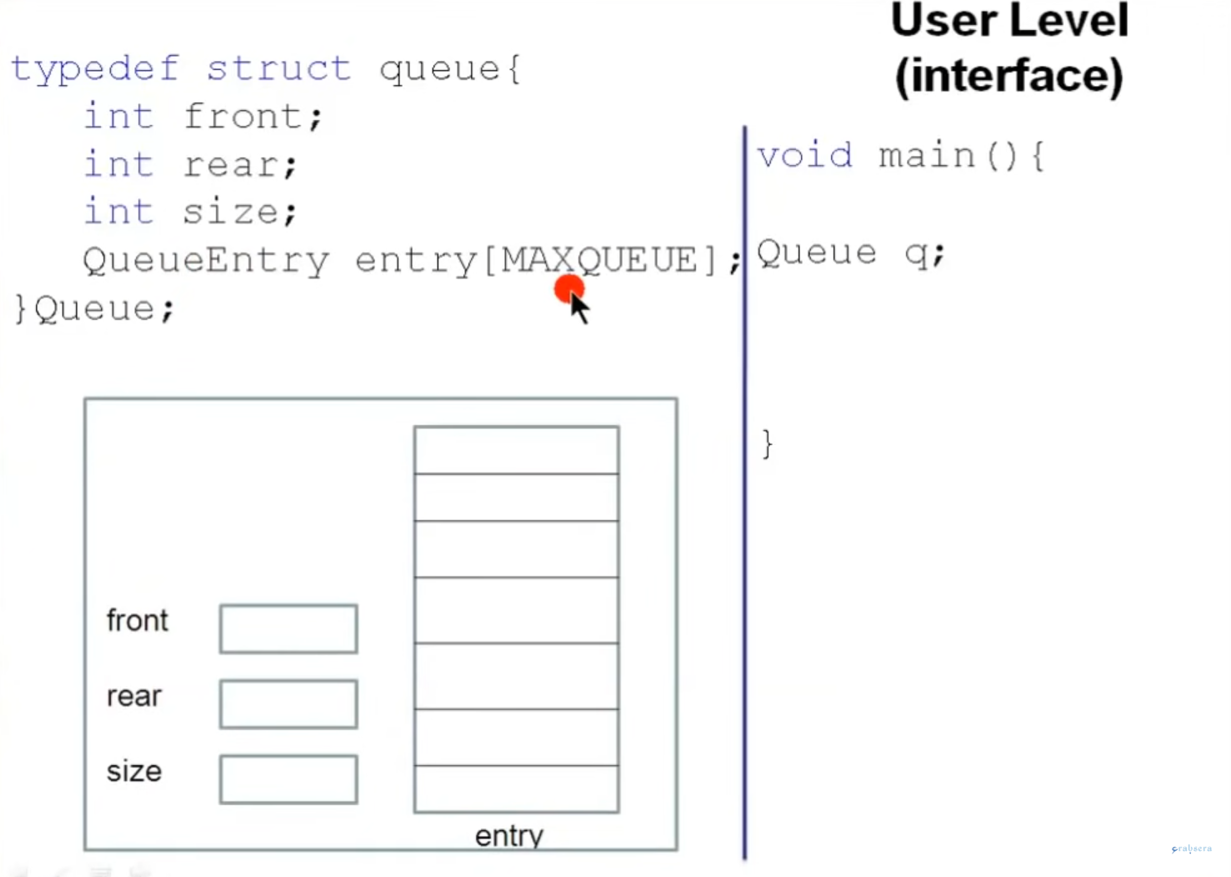 typedef struct queue{
int front;
int rear;
int size;
QueueEntry entry[MAXQUEUE];
}Queue;
User Level
(interface)
void main(){
Queue q;
}
front
rear
size
entry